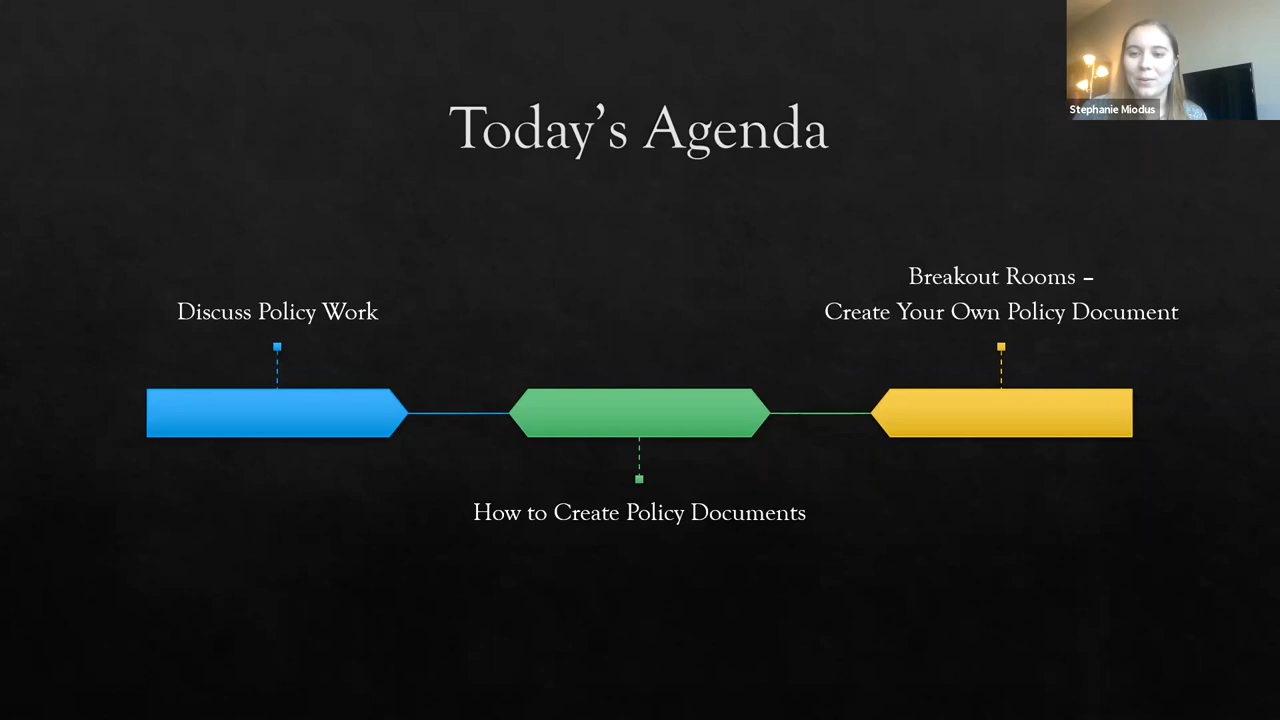 Stephanie Miodus
Today's Agenda
Breakout Rooms –
Create Your Own Policy Document
Discuss Policy Work
How to Create Policy Documents